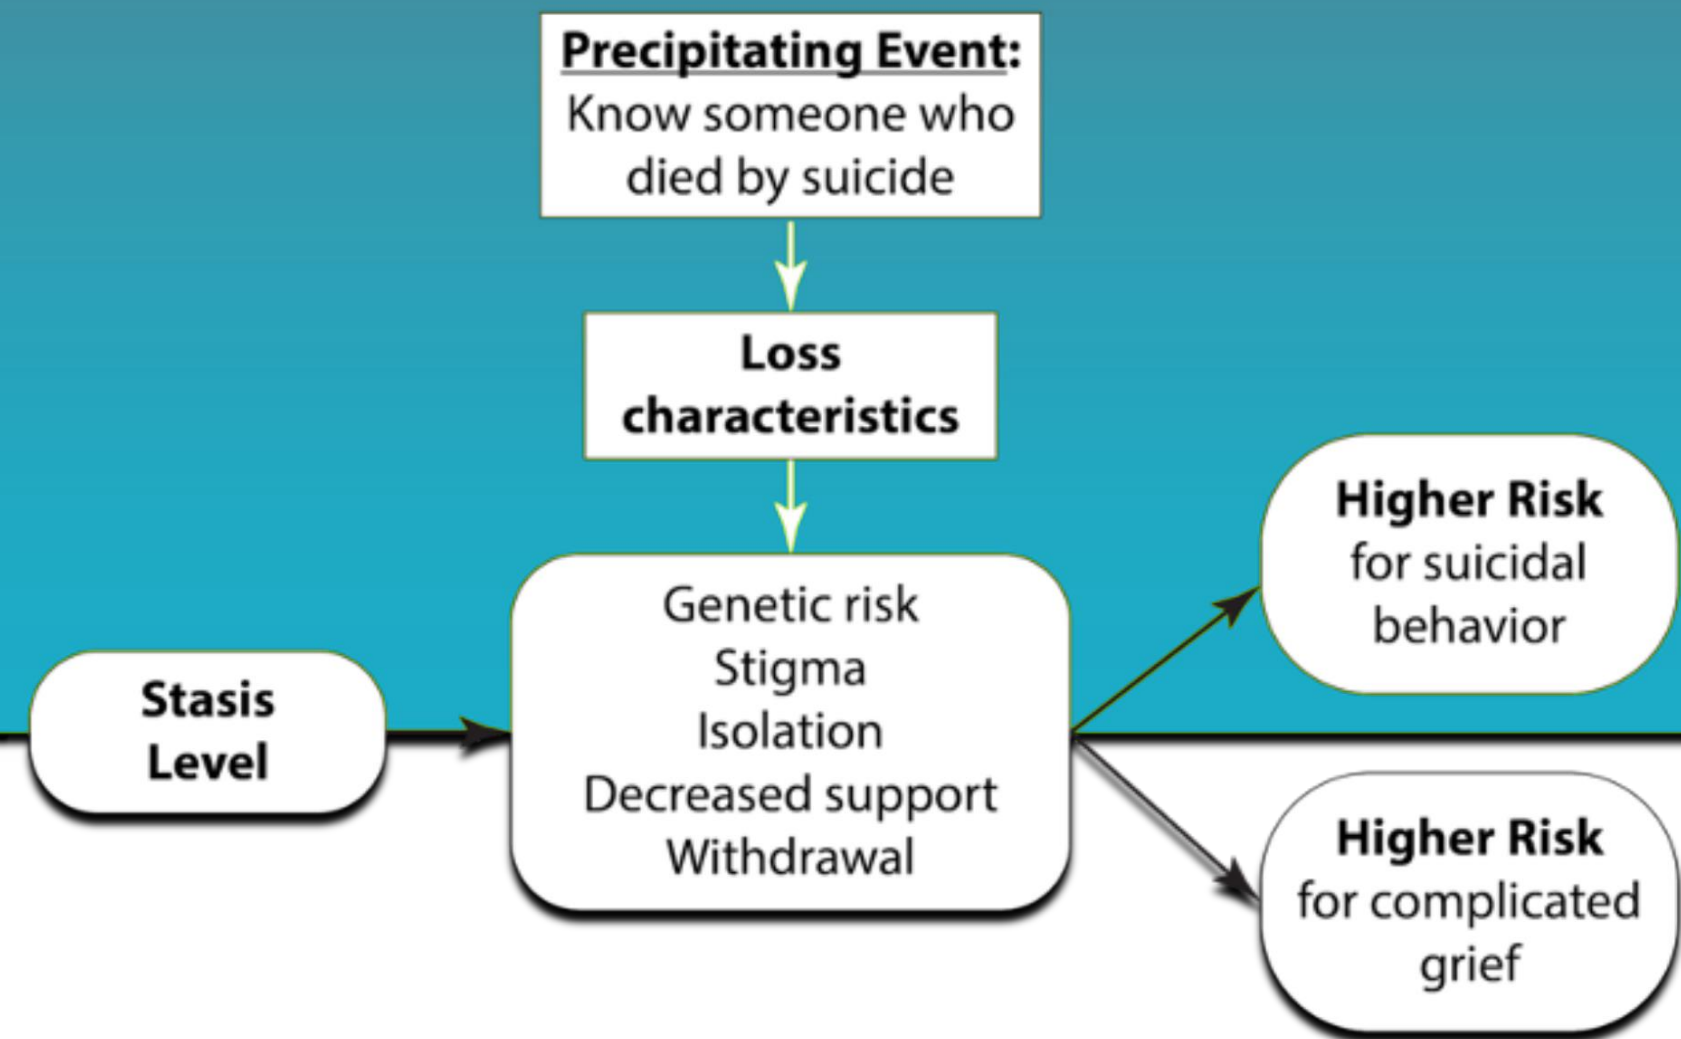 Precipitating Event:
Know someone who
died by suicide
Loss
characteristics
Stasis
Level
Genetic risk
Stigma
Isolation
Decreased support
Withdrawal
Higher Risk
for suicidal
behavior
Higher Risk
for complicated
grief